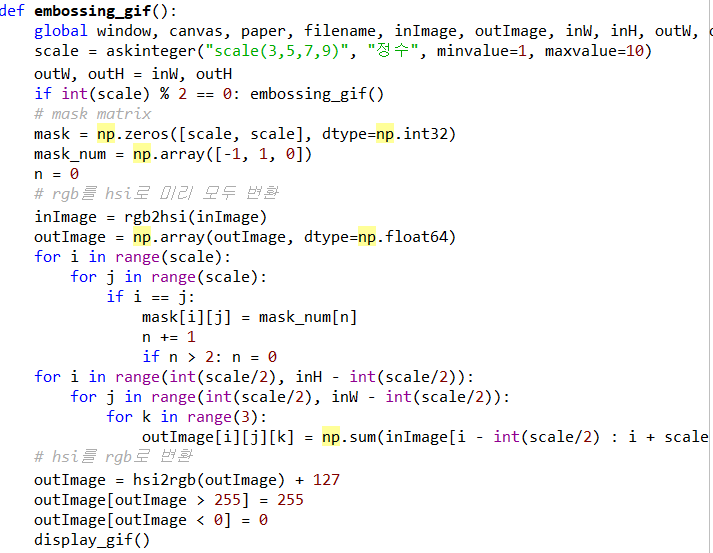 def embossing_gif():
    global window, canvas, paper, filename, inImage, outImage, inW, inH, outW,
    scale = askinteger("scale(3,5,7,9)", "정수", minvalue=1, maxvalue=10)
    outW, outH = inW, outH
    if int(scale) % 2 == 0: embossing_gif()
    # mask matrix
    mask = np.zeros([scale, scale], dtype=np.int32)
    mask_num = np.array([-1, 1, 0])
    n = 0
    # rgb를 hsi로 미리 모두 변환
    inImage = rgb2hsi(inImage)
    outImage = np.array(outImage, dtype=np.float64)
    for i in range(scale):
        for j in range(scale):
            if i == j:
                mask[i][j] = mask_num[n]
                n += 1
                if n > 2: n = 0
    for i in range(int(scale/2), inH - int(scale/2)):
        for j in range(int(scale/2), inW - int(scale/2)):
            for k in range(3):
                outImage[i][j][k] = np.sum(inImage[i - int(scale/2) : i + scale
    # hsi를 rgb로 변환
    outImage = hsi2rgb(outImage) + 127
    outImage[outImage > 255] = 255
    outImage[outImage < 0] = 0
    display_gif()